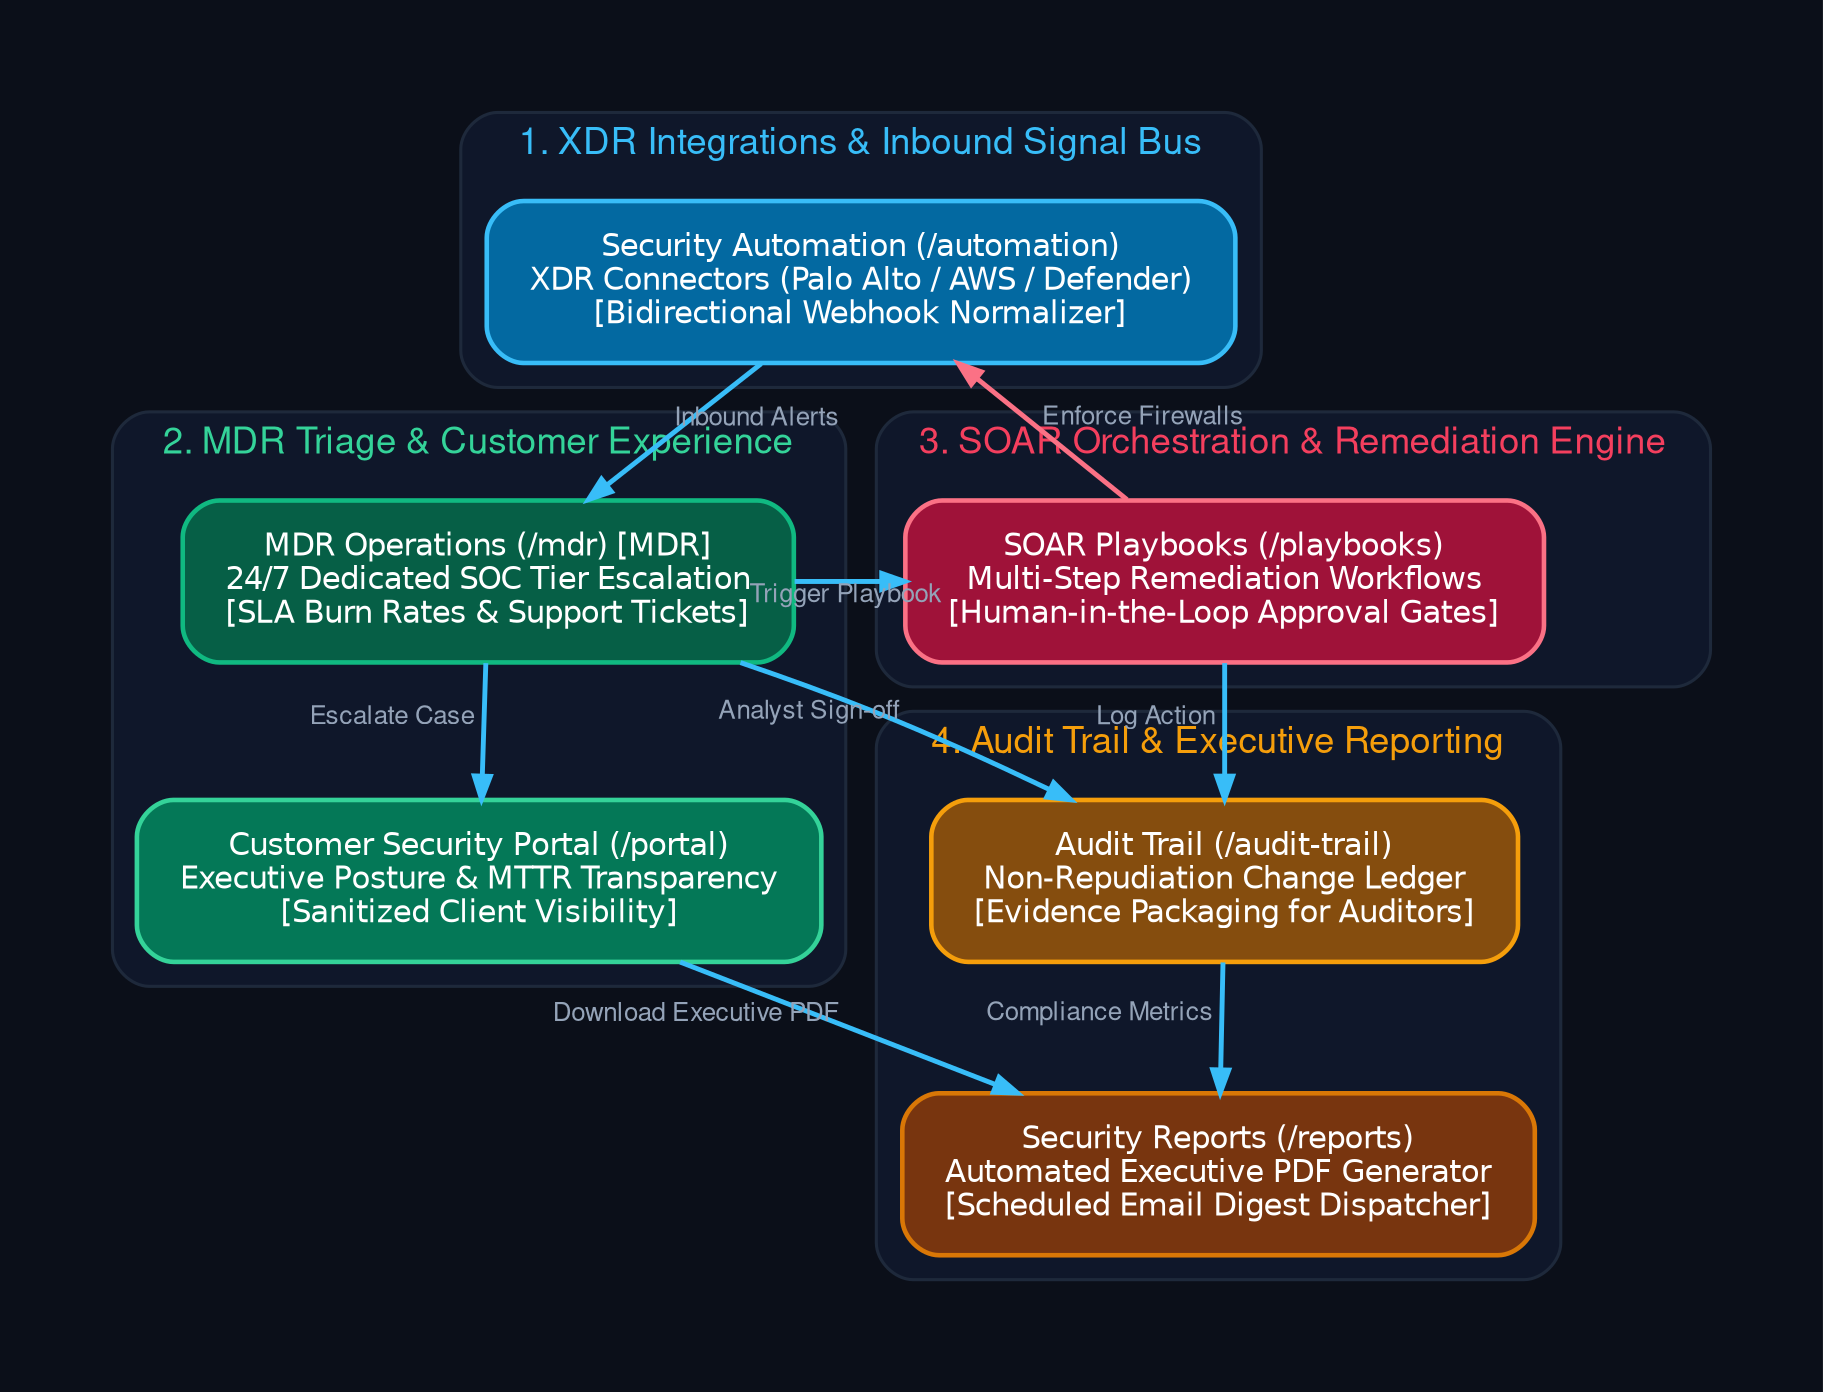 1. XDR Integrations & Inbound Signal Bus
Security Automation (/automation)
XDR Connectors (Palo Alto / AWS / Defender)
[Bidirectional Webhook Normalizer]
Inbound Alerts
Enforce Firewalls
2. MDR Triage & Customer Experience
3. SOAR Orchestration & Remediation Engine
MDR Operations (/mdr) [MDR]
24/7 Dedicated SOC Tier Escalation
[SLA Burn Rates & Support Tickets]
Trigger Playbook
SOAR Playbooks (/playbooks)
Multi-Step Remediation Workflows
[Human-in-the-Loop Approval Gates]
Escalate Case
Analyst Sign-off
Log Action
4. Audit Trail & Executive Reporting
Customer Security Portal (/portal)
Executive Posture & MTTR Transparency
[Sanitized Client Visibility]
Audit Trail (/audit-trail)
Non-Repudiation Change Ledger
[Evidence Packaging for Auditors]
Download Executive PDF
Compliance Metrics
Security Reports (/reports)
Automated Executive PDF Generator
[Scheduled Email Digest Dispatcher]